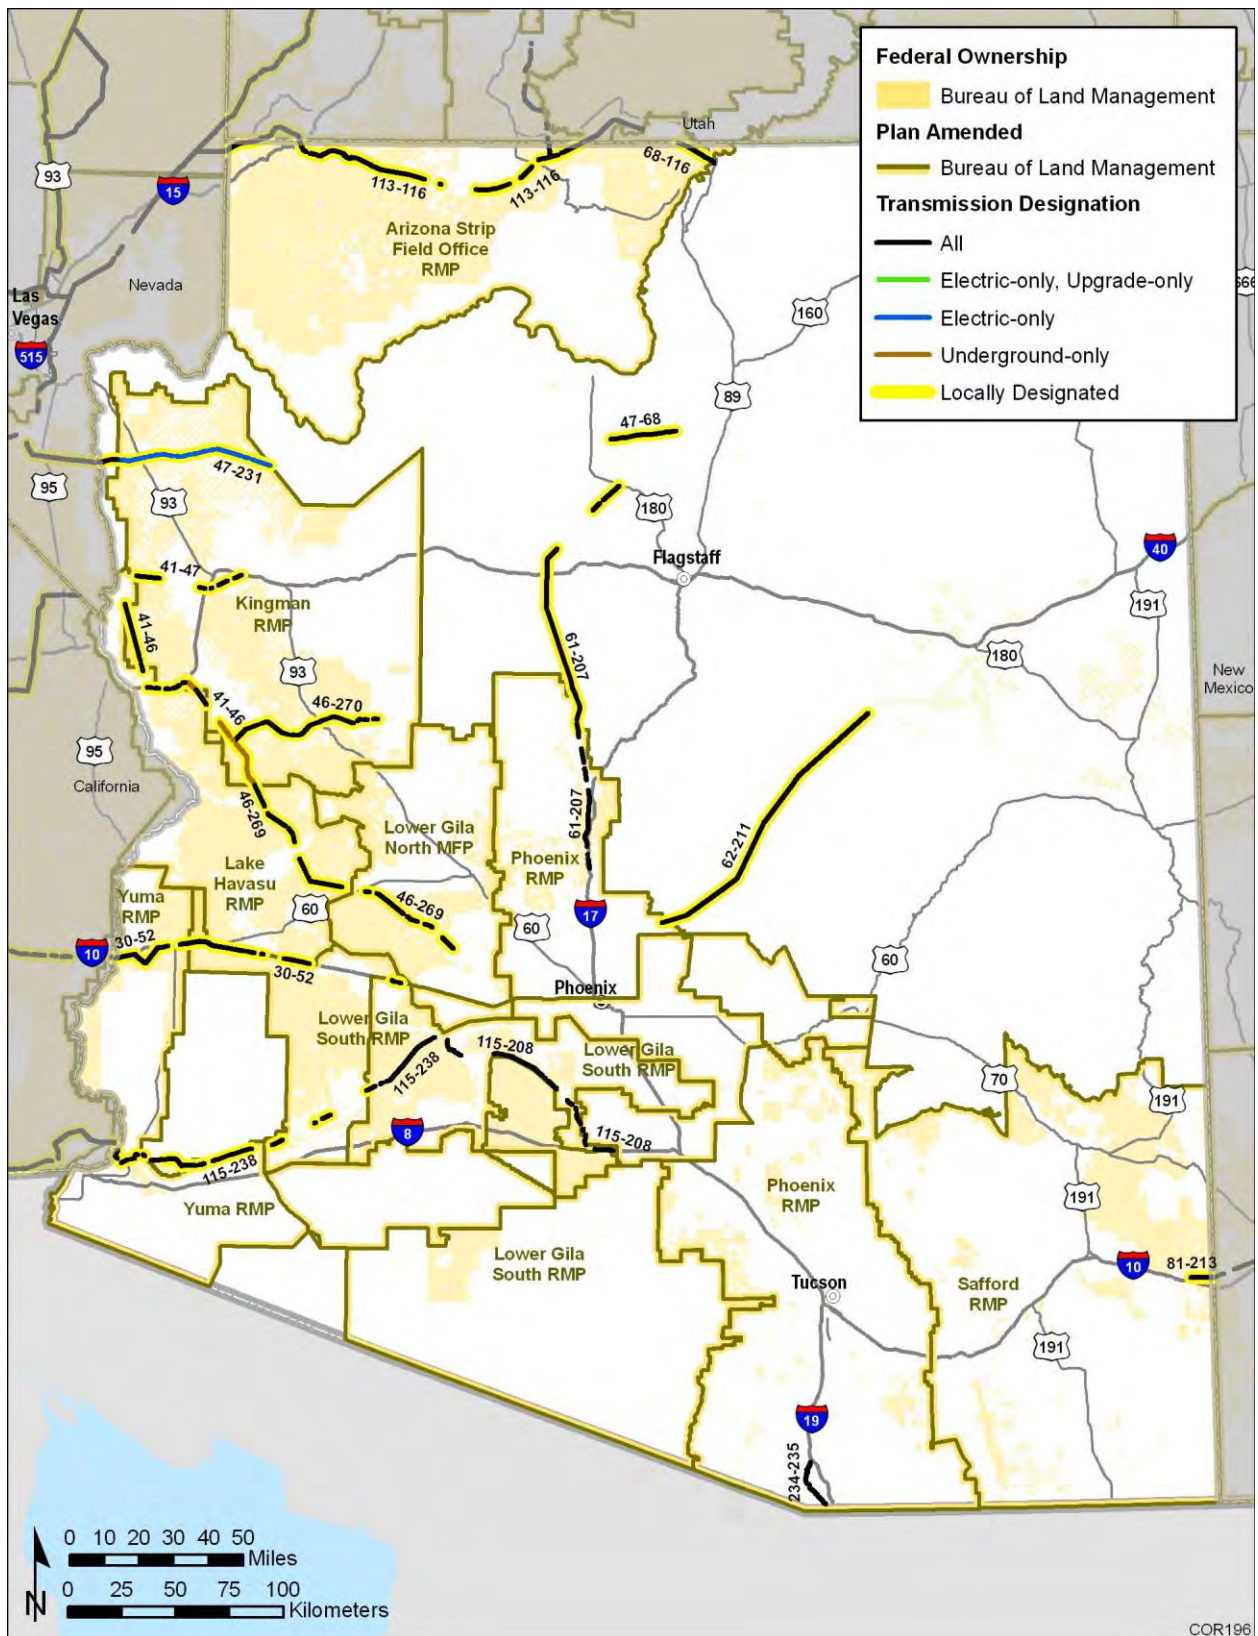 Federal Ownership
Bureau of Land Management
Plan Amended
Bureau of Land Management
Transmission Designation
All
Electric-only, Upgrade-only
Electric-only
Underground-only
Locally Designated
Utah
93
15
68-116
113-116
113-116
Arizona Strip
Field Office
RMP
Nevada
Las
Vegas
515
160
89
47-68
47-231
95
93
180
Flagstaff
40
41-47
Kingman
RMP
191
41-46
61-207
180
93
New
Mexico
41-46
46-270
95
California
46-269
61-207
Lower Gila
North MFP
Phoenix
RMP
62-211
Lake
Havasu
RMP
Yuma
RMP
60
46-269
17
60
30-52
10
30-52
60
Phoenix
Lower Gila
South RMP
115-208
Lower Gila
South RMP
115-238
70
191
8
115-208
115-238
Phoenix
RMP
191
Yuma RMP
Lower Gila
South RMP
10
81-213
Tucson
Safford
RMP
191
19
234-235
0 10 20 30 40 50
Miles
0 25 50 75 100
Kilometers
N
COR196